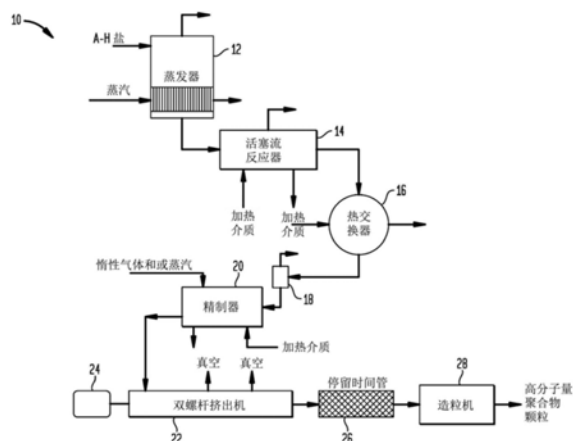 10
A-H 盐
12
蒸发器
蒸汽
14
活塞流
反应器
16
加热
介质
加热
介质
热交
换器
惰性气体和或蒸汽
20
18
精制器
加热介质
真空
真空
24
停留时间管
28
双螺杆挤出机
造粒机
高分子量
聚合物
颗粒
22
26